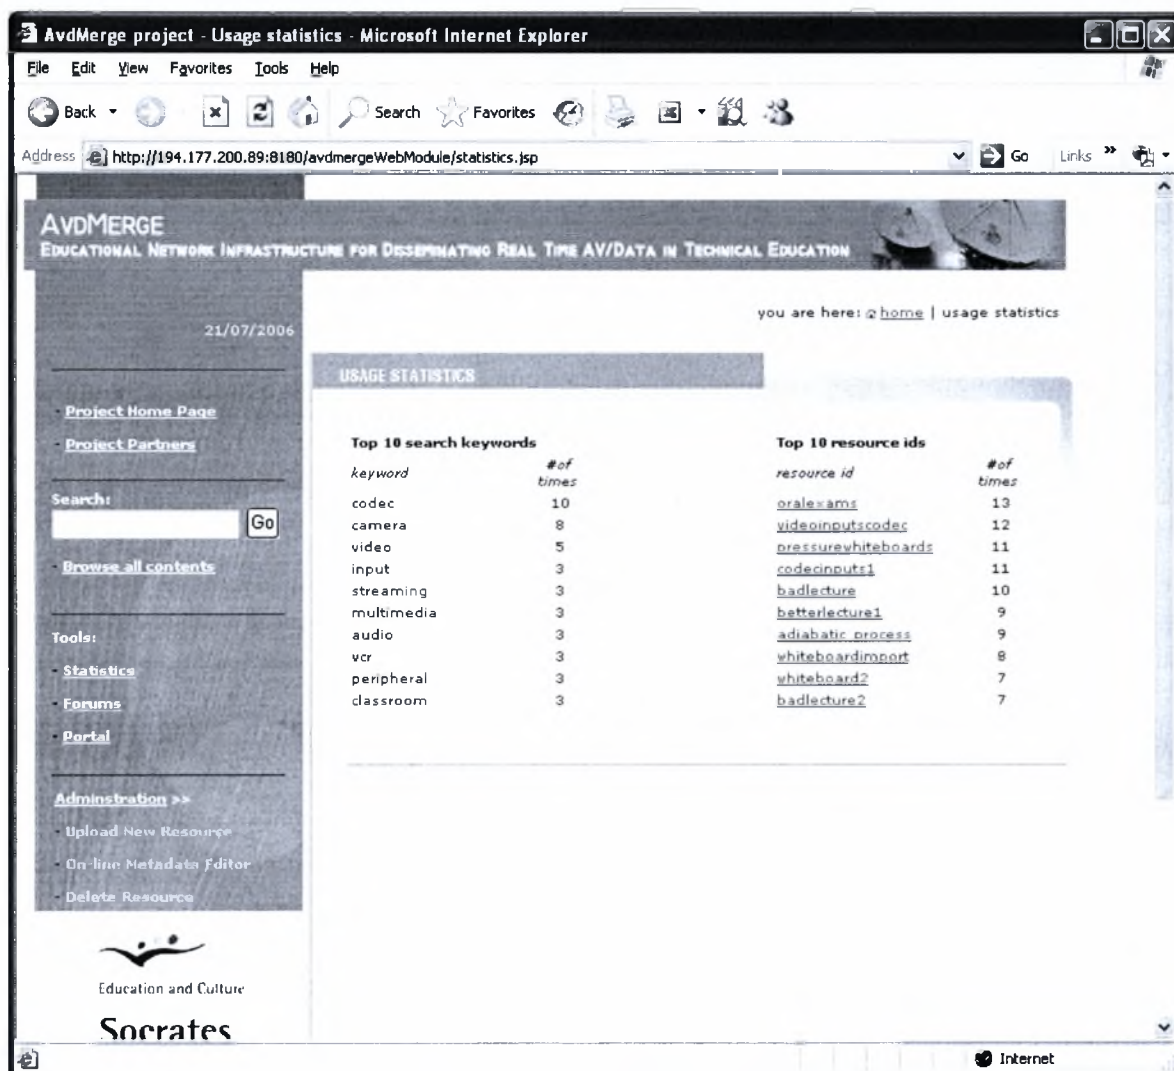 AvdMerge project - Usage statistics - Microsoft Internet Explorer
File Edit View Favorites Tools Help
Back Search Favorites
Address http://194.177.200.89:8180/avdmergeWebModule/statistics.jsp Go Links »
AVDMERGE
EDUCATIONAL NETWORK INFRASTRUCTURE FOR DISSEMINATING REAL TIME AV/DATA IN TECHNICAL EDUCATION
you are here: home | usage statistics
21/07/2006
- Project Home Page
- Project Partners
Search:
Go
- Browse all contents
Tools:
- Statistics
- Forums
- Portal
Adminstration >>
- Upload New Resource
- On-line Metadata Editor
- Delete Resource
Education and Culture
Socrates
USAGE STATISTICS
Top 10 search keywords
keyword # of times
codec 10
camera 8
video 5
input 3
streaming 3
multimedia 3
audio 3
vcr 3
peripheral 3
classroom 3
Top 10 resource ids
resource id # of times
oralexams 13
videoinputscodec 12
pressurewhiteboards 11
codecinputs1 11
badlecture 10
betterlecture1 9
adiabatic_process 9
whiteboardimport 8
whiteboard2 7
badlecture2 7
Internet